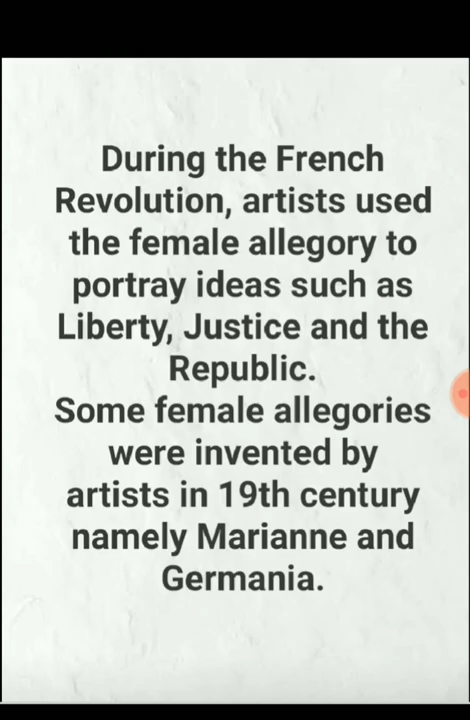 During the French
Revolution, artists used
the female allegory to
portray ideas such as
Liberty, Justice and the
Republic.
Some female allegories
were invented by
artists in 19th century
namely Marianne and
Germania.